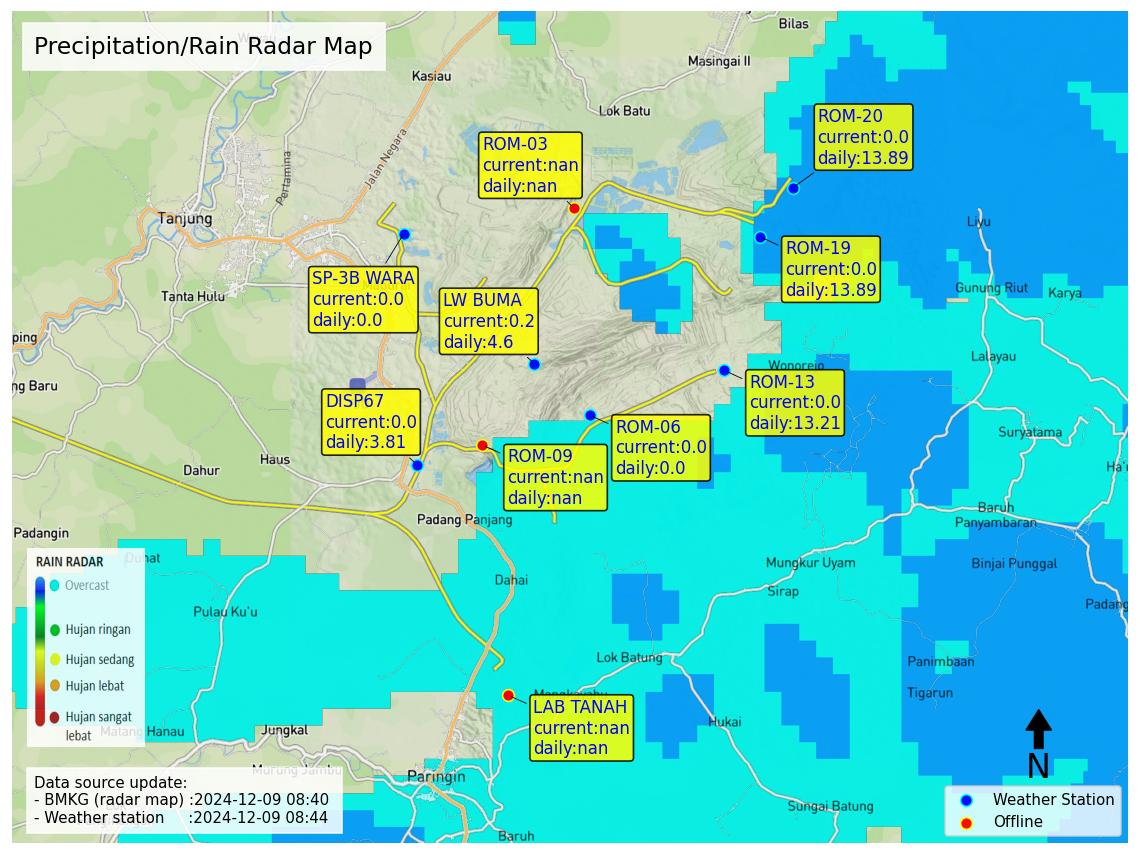 Precipitation/Rain Radar Map
Bilas
Kasiau
Masingai II
Lok Batu
Jalan Negara
Pertamina
Tanjung
Tanta Hulu
ROM-03
current:nan
daily:nan
ROM-20
current:0.0
daily:13.89
ROM-19
current:0.0
daily:13.89
SP-3B WARA
current:0.0
daily:0.0
LW BUMA
current:0.2
daily:4.6
Liyu
Gunung Riut
Karya
Lalayau
ping
ng Baru
Wonorejo
ROM-13
current:0.0
daily:13.21
DISP67
current:0.0
daily:3.81
ROM-06
current:0.0
daily:0.0
ROM-09
current:nan
daily:nan
Suryatama
Haus
Dahur
Padangin
Padang Panjang
Baruh
Panyambaran
Mungkur Uyam
Binjai Punggal
Dahai
Sirap
Padang
Pulau Ku'u
Lok Batung
Panimbaan
Tigarun
Hukai
LAB TANAH
current:nan
daily:nan
RAIN RADAR
Overcast
Hujan ringan
Hujan sedang
Hujan lebat
Hujan sangat
lebat
Matang Hanau
Jungkal
Murung Jambu
Paringin
Sungai Batung
Baruh
Data source update:
- BMKG (radar map) :2024-12-09 08:40
- Weather station :2024-12-09 08:44
N
Weather Station
Offline